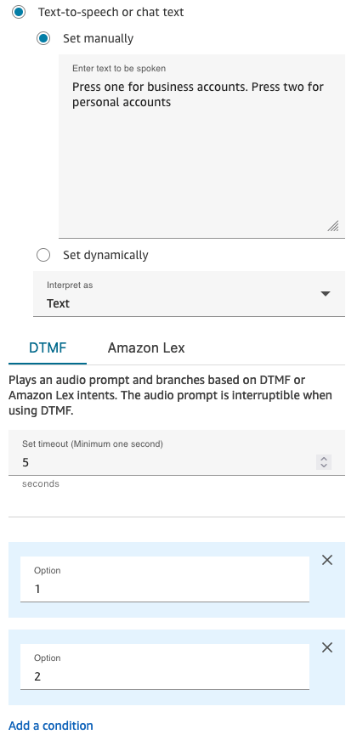 Text-to-speech or chat text
Set manually
Enter text to be spoken
Press one for business accounts. Press two for
personal accounts
Set dynamically
Interpret as
Text
DTMF
Amazon Lex
Plays an audio prompt and branches based on DTMF or
Amazon Lex intents. The audio prompt is interruptible when
using DTMF.
Set timeout (Minimum one second)
5
seconds
Option
1
Option
2
Add a condition